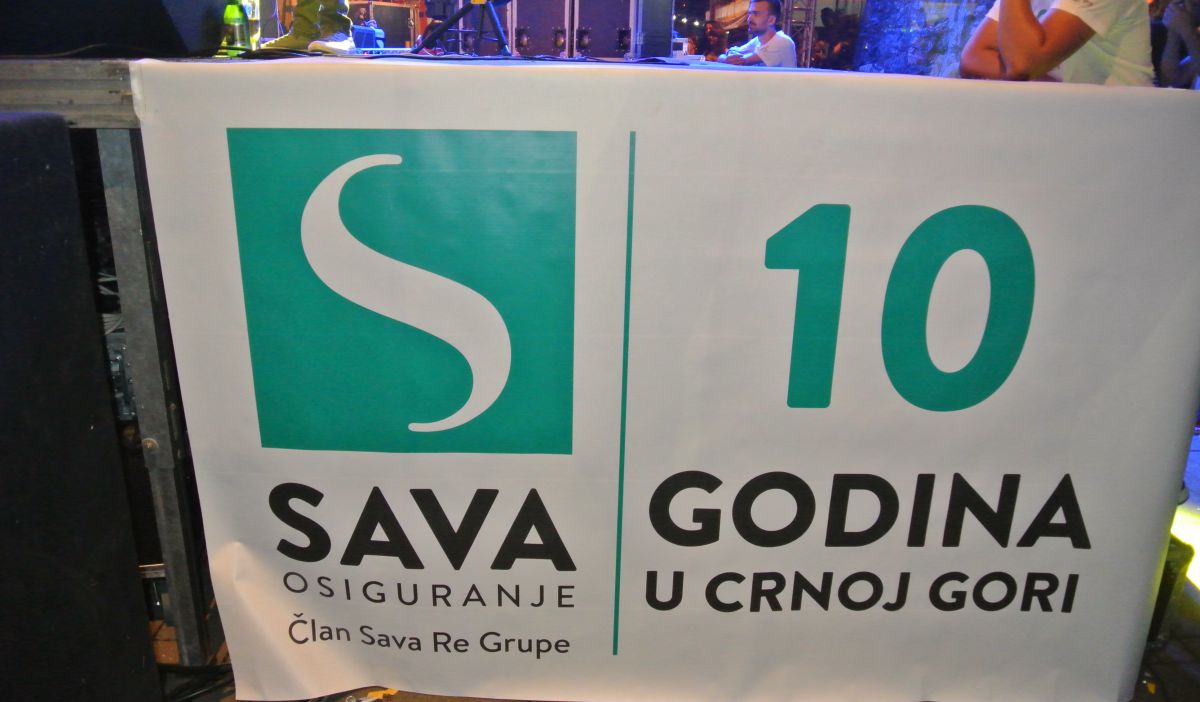 SAVA
OSIGURANJE
Član Sava Re Grupe
10
GODINA
U CRNOJ GORI